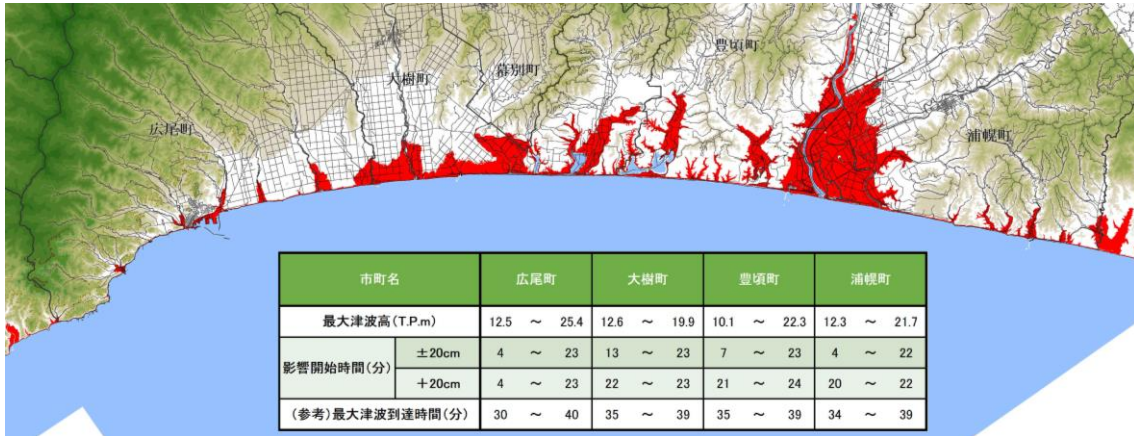 豊頃町
幕別町
大樹町
広尾町
浦幌町
市町名 広尾町 大樹町 豊頃町 浦幌町
最大津波高(T.P.m) 12.5 ~ 25.4 12.6 ~ 19.9 10.1 ~ 22.3 12.3 ~ 21.7
影響開始時間(分) ±20cm 4 ~ 23 13 ~ 23 7 ~ 23 4 ~ 22
+20cm 4 ~ 23 22 ~ 23 21 ~ 24 20 ~ 22
(参考)最大津波到達時間(分) 30 ~ 40 35 ~ 39 35 ~ 39 34 ~ 39